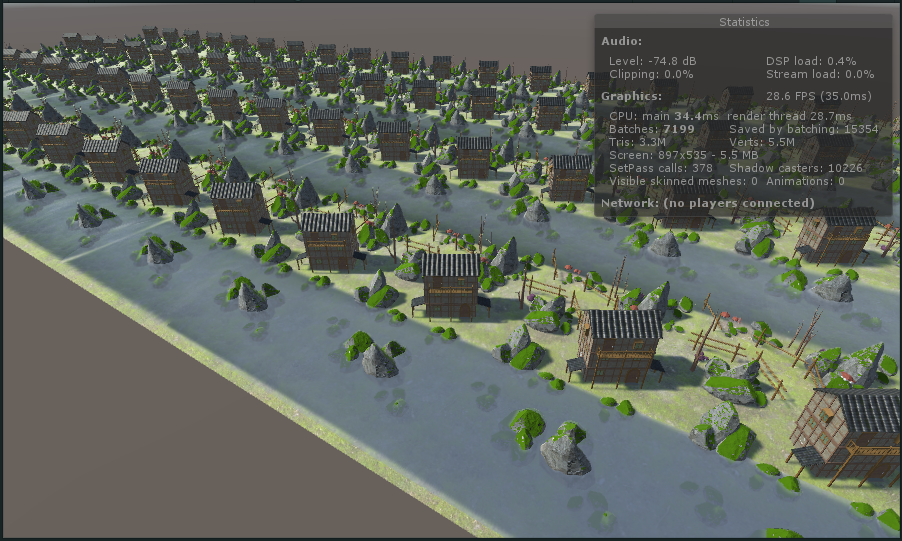 Statistics
Audio:
Level: -74.8 dB DSP load: 0.4%
Clipping: 0.0% Stream load: 0.0%
Graphics: 28.6 FPS (35.0ms)
CPU: main 34.4ms render thread 28.7ms
Batches: 7199 Saved by batching: 15354
Tris: 3.3M Verts: 5.5M
Screen: 897x535 - 5.5 MB
SetPass calls: 378 Shadow casters: 10226
Visible skinned meshes: 0 Animations: 0
Network: (no players connected)